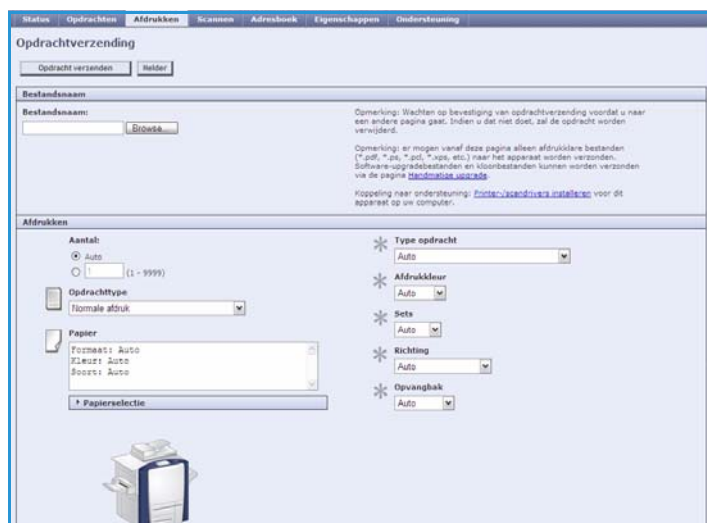 Status Opdrachten Afdrukken Scannen Adresboek Eigenschappen Ondersteuning
Opdrachtverzending
Opdracht verzenden Helder
Bestandsnaam
Bestandsnaam:
Browse...
Opmerking: Wachten op bevestiging van opdrachtverzending voordat u naar
een andere pagina gaat. Indien u dat niet doet, zal de opdracht worden
verwijderd.
Opmerking: er mogen vanaf deze pagina alleen afdrukklare bestanden
(*.pdf, *.ps, *.pcl, *.xps, etc.) naar het apparaat worden verzonden.
Software-upgradebestanden en kloonbestanden kunnen worden verzonden
via de pagina Handmatige upgrade.
Koppeling naar ondersteuning: Printer-/scandrivers installeren voor dit
apparaat op uw computer.
Afdrukken
Aantal:
Auto
1 (1 - 9999)
Opdrachttype
Normale afdruk
Papier
Formaat: Auto
Kleur: Auto
Soort: Auto
Papierselectie
Type opdracht
Auto
Afdrukkleur
Auto
Sets
Auto
Richting
Auto
Opvangbak
Auto